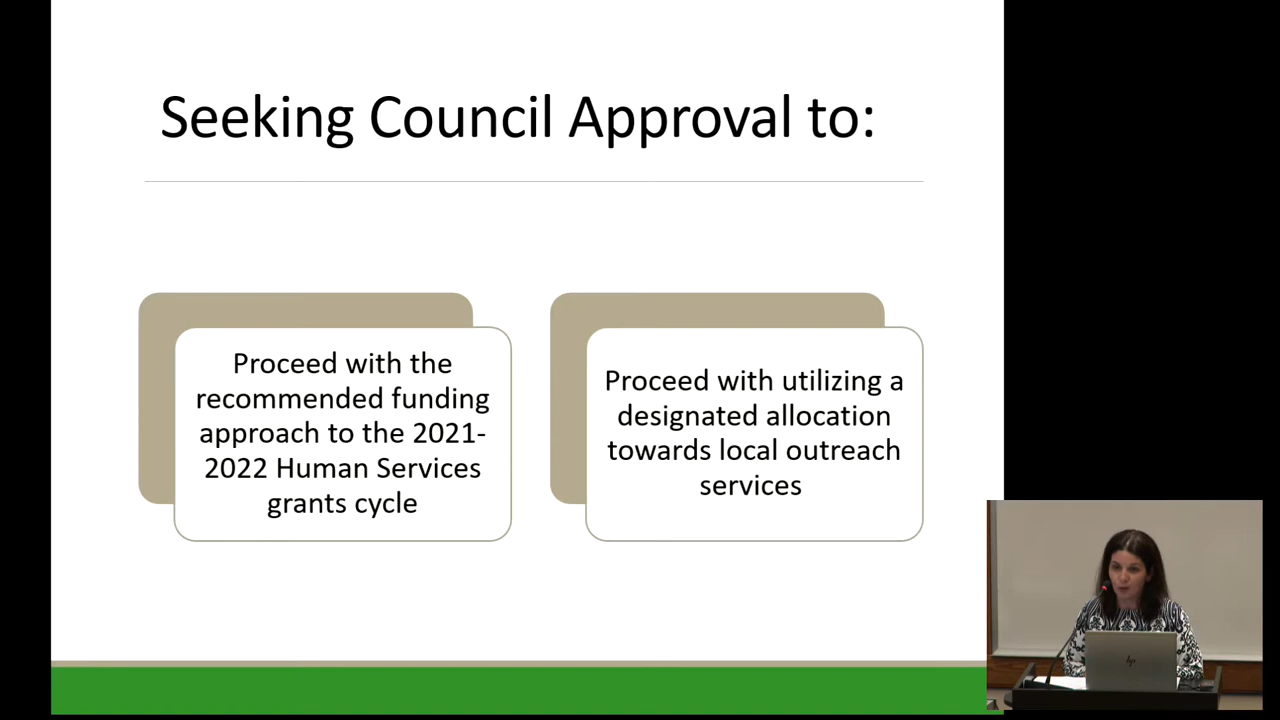 Seeking Council Approval to:
Proceed with the
recommended funding
approach to the 2021-
2022 Human Services
grants cycle
Proceed with utilizing a
designated allocation
towards local outreach
services
hp